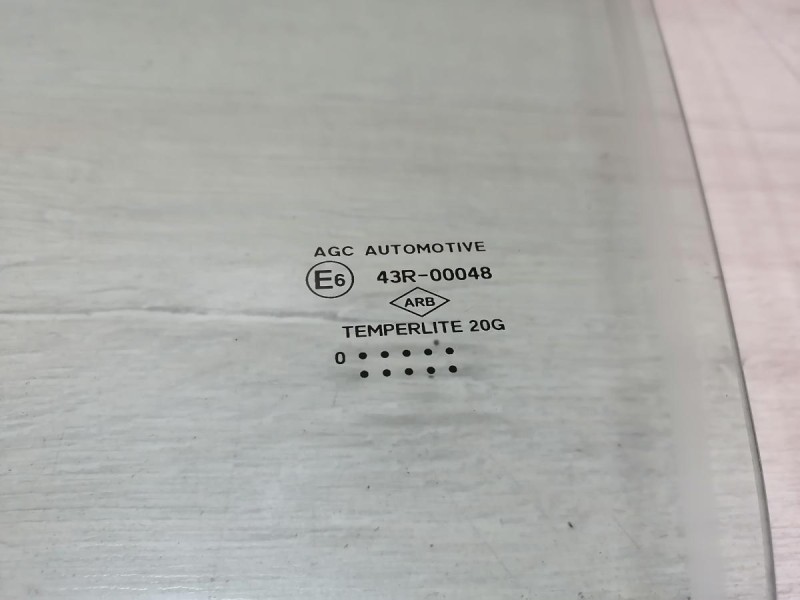 AGC AUTOMOTIVE
E6 43R-00048
ARB
TEMPERLITE 20G
0